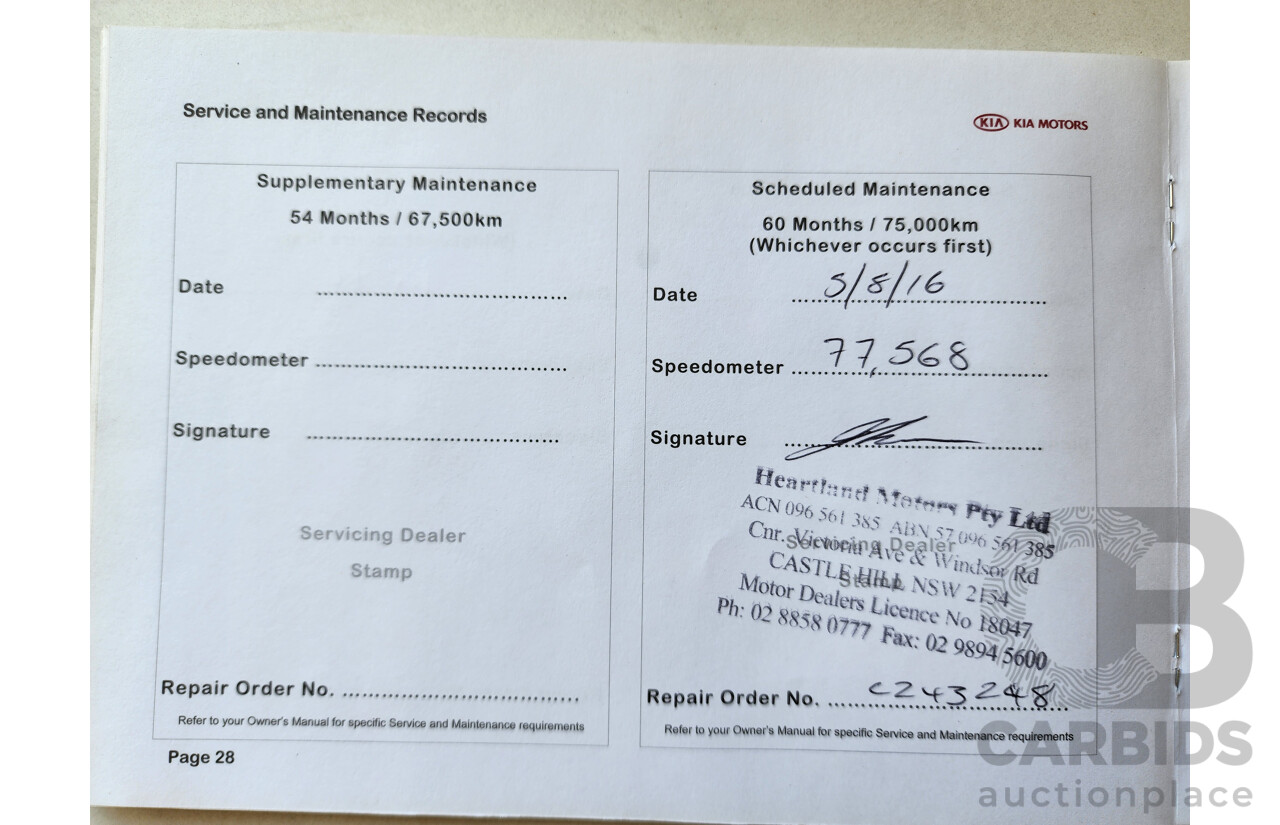 Service and Maintenance Records
KIA KIA MOTORS
Supplementary Maintenance
54 Months / 67,500km
Date ........................................
Speedometer ........................................
Signature ........................................
Servicing Dealer
Stamp
Repair Order No. ......................................
Refer to your Owner's Manual for specific Service and Maintenance requirements
Scheduled Maintenance
60 Months / 75,000km
(Whichever occurs first)
Date 5/8/16
Speedometer 77,568
Signature
Servicing Dealer
Stamp
Heartland Motors Pty Ltd
ACN 096 561 385 ABN 57 096 561 385
Cnr. Victoria Ave & Windsor Rd
CASTLE HILL NSW 2154
Motor Dealers Licence No 18047
Ph: 02 8858 0777 Fax: 02 9894 5600
Repair Order No. C243248
Refer to your Owner's Manual for specific Service and Maintenance requirements
Page 28
CARBIDS
auctionplace